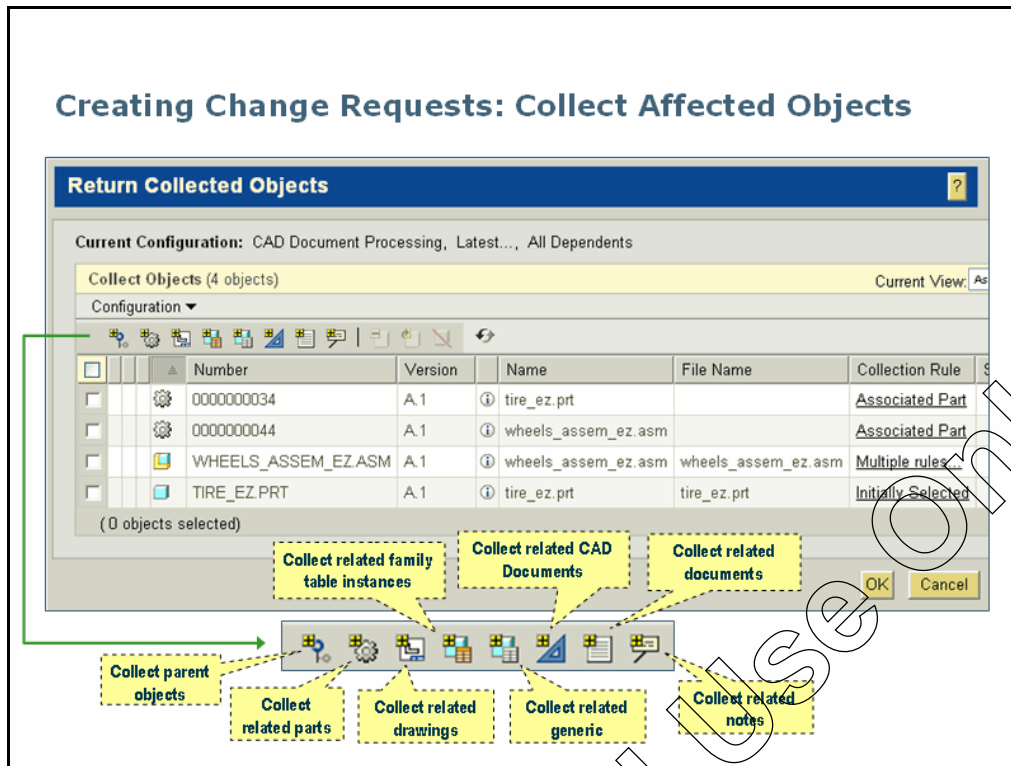 Creating Change Requests: Collect Affected Objects
Return Collected Objects
?
Current Configuration: CAD Document Processing, Latest..., All Dependents
Collect Objects (4 objects)
Current View: As
Configuration
Number Version Name File Name Collection Rule S
0000000034 A.1 tire_ez.prt Associated Part
0000000044 A.1 wheels_assem_ez.asm Associated Part
WHEELS_ASSEM_EZ.ASM A.1 wheels_assem_ez.asm wheels_assem_ez.asm Multiple rules...
TIRE_EZ.PRT A.1 tire_ez.prt tire_ez.prt Initially Selected
(0 objects selected)
Collect related family
table instances
Collect related CAD
Documents
Collect related
documents
OK Cancel
Collect parent
objects
Collect
related parts
Collect related
drawings
Collect related
generic
Collect related
notes
Use Onl